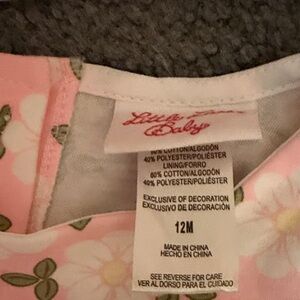 Little
Baby
60% COTTON/ALGODÓN
40% POLYESTER/POLIÉSTER
LINING/FORRO
60% COTTON/ALGODÓN
40% POLYESTER/POLIÉSTER
EXCLUSIVE OF DECORATION
EXCLUSIVO DE DECORACIÓN
12M
MADE IN CHINA
HECHO EN CHINA
SEE REVERSE FOR CARE
VER AL DORSO PARA EL CUIDADO